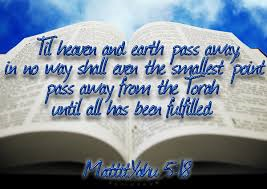 Til heaven and earth pass away,
in no way shall even the smallest point
pass away from the Torah
until all has been fulfilled.
MattitYahu 5:18